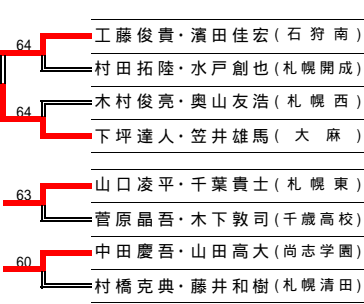 工藤俊貴・濱田佳宏(石狩南)
64
村田拓陸・水戸創也(札幌開成)
木村俊亮・奥山友浩(札幌西)
64
下坪達人・笠井雄馬(大麻)
山口凌平・千葉貴士(札幌東)
63
菅原晶吾・木下敦司(千歳高校)
中田慶吾・山田高大(尚志学園)
60
村橋克典・藤井和樹(札幌清田)